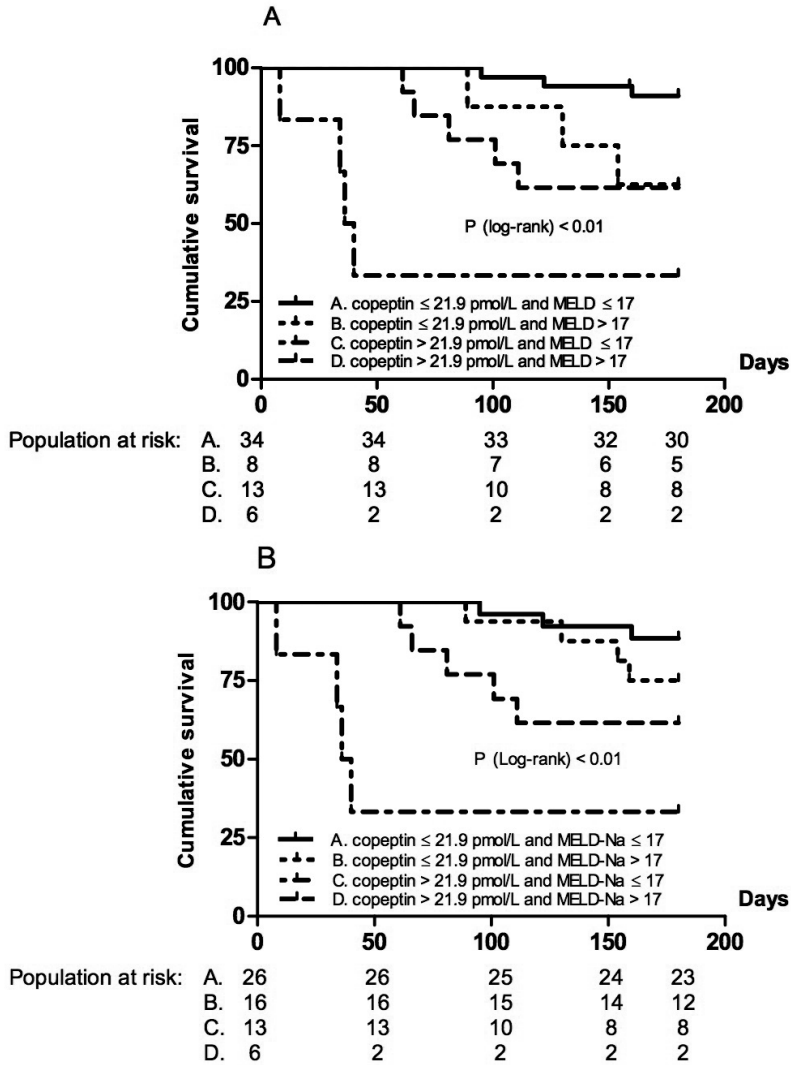 A
100
75
50
25
0
Cumulative survival
P (log-rank) < 0.01
A. copeptin ≤ 21.9 pmol/L and MELD ≤ 17
B. copeptin ≤ 21.9 pmol/L and MELD > 17
C. copeptin > 21.9 pmol/L and MELD ≤ 17
D. copeptin > 21.9 pmol/L and MELD > 17
Days
0 50 100 150 200
Population at risk: A. 34 34 33 32 30
B. 8 8 7 6 5
C. 13 13 10 8 8
D. 6 2 2 2 2
B
100
75
50
25
0
Cumulative survival
P (Log-rank) < 0.01
A. copeptin ≤ 21.9 pmol/L and MELD-Na ≤ 17
B. copeptin ≤ 21.9 pmol/L and MELD-Na > 17
C. copeptin > 21.9 pmol/L and MELD-Na ≤ 17
D. copeptin > 21.9 pmol/L and MELD-Na > 17
Days
0 50 100 150 200
Population at risk: A. 26 26 25 24 23
B. 16 16 15 14 12
C. 13 13 10 8 8
D. 6 2 2 2 2